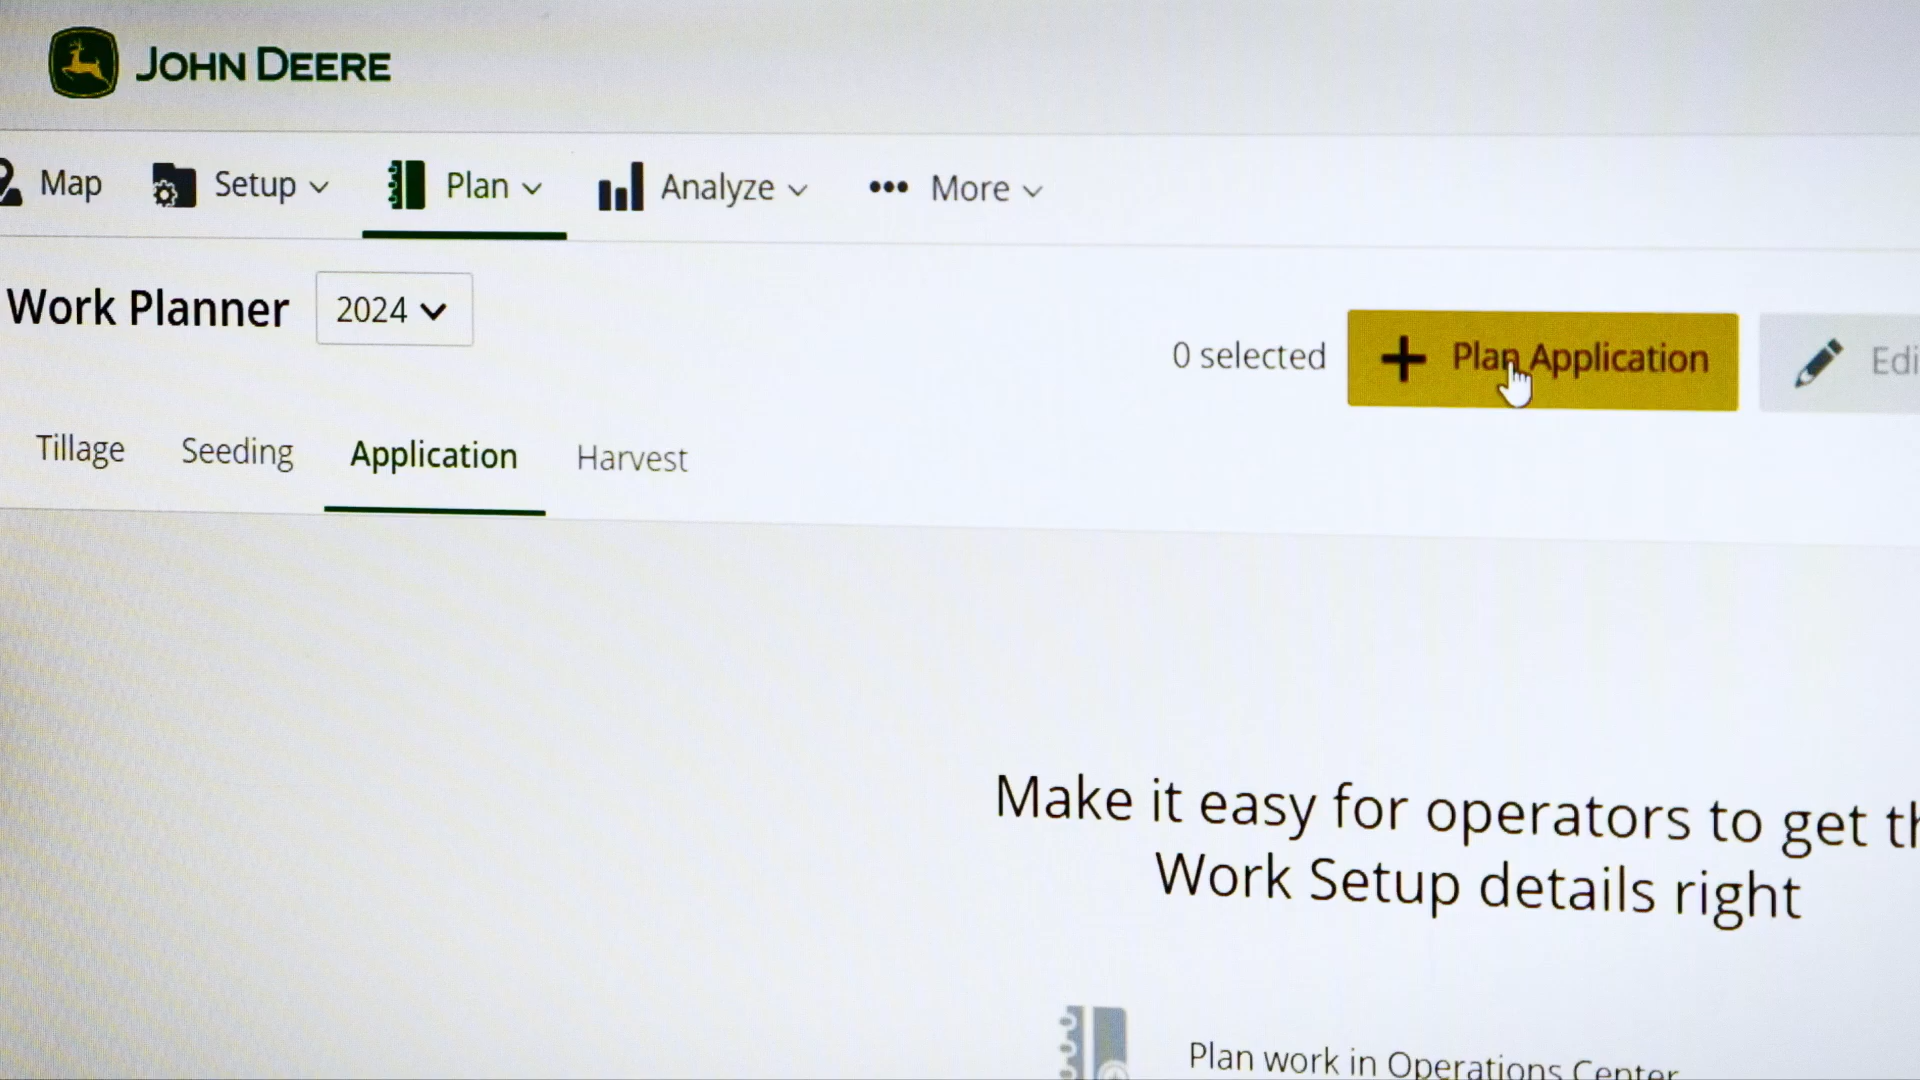 JOHN DEERE
Map Setup Plan Analyze More
Work Planner 2024
0 selected Plan Application
Tillage Seeding Application Harvest
Make it easy for operators to get
Work Setup details right
Plan work in Operations Center